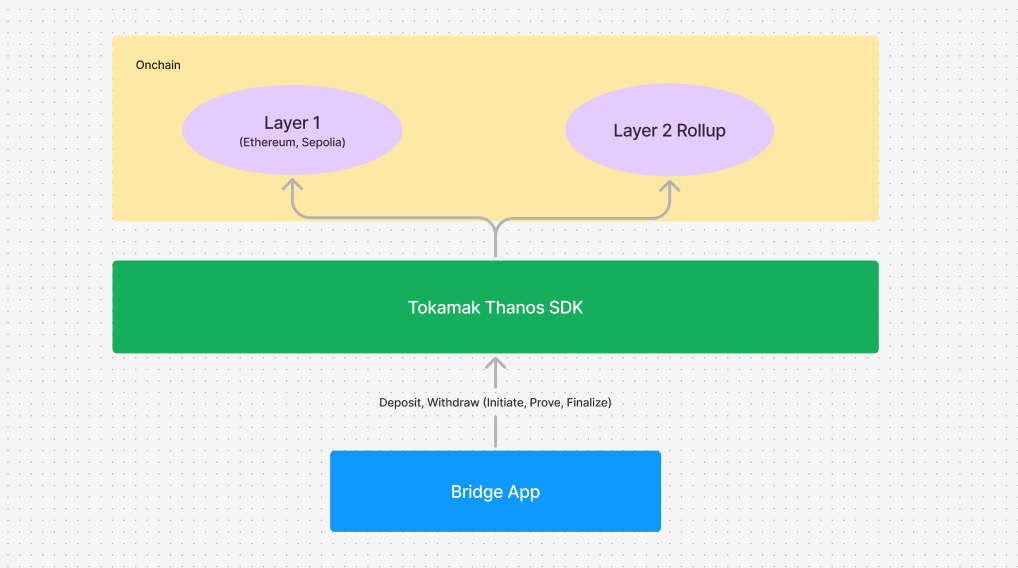 Onchain
Layer 1
(Ethereum, Sepolia)
Layer 2 Rollup
Tokamak Thanos SDK
Deposit, Withdraw (Initiate, Prove, Finalize)
Bridge App